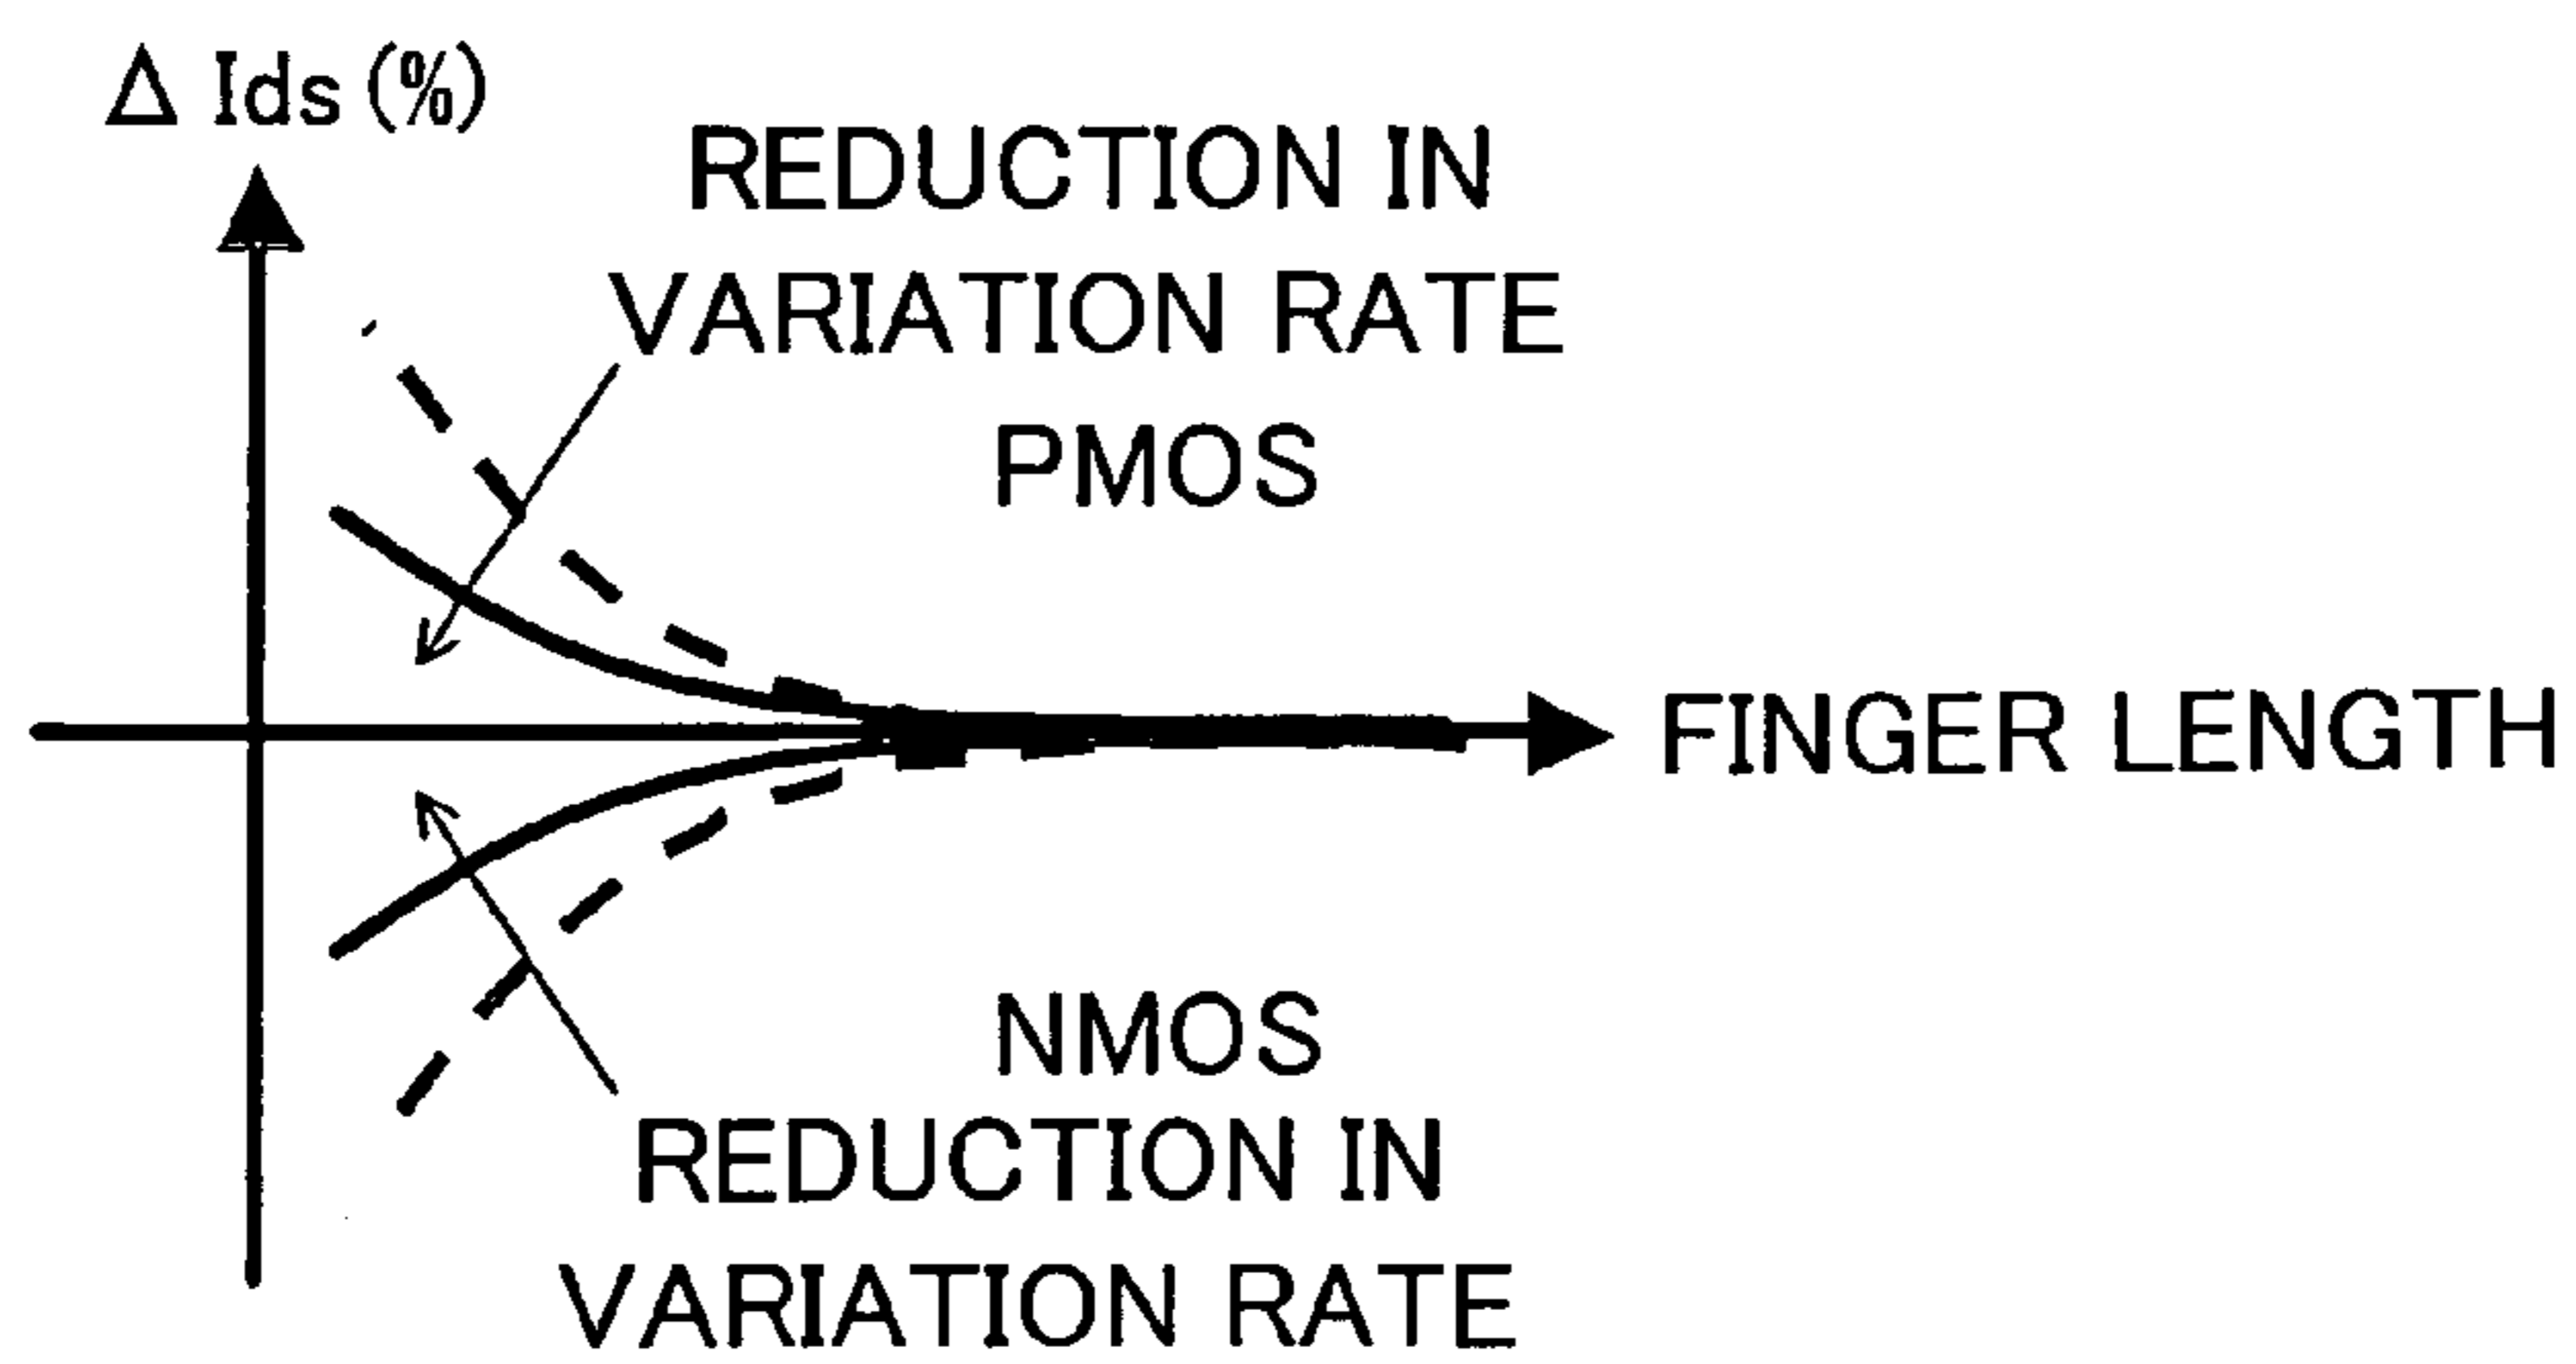 Δ Ids (%)
REDUCTION IN
VARIATION RATE
PMOS
FINGER LENGTH
NMOS
REDUCTION IN
VARIATION RATE